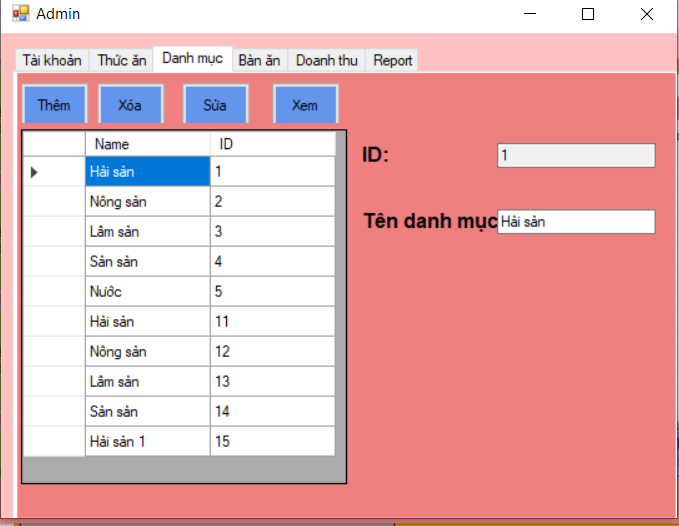 Admin
Tài khoản Thức ăn Danh mục Bàn ăn Doanh thu Report
Thêm Xóa Sửa Xem
Name ID
Hải sản 1
Nông sản 2
Lâm sản 3
Sản sản 4
Nước 5
Hải sản 11
Nông sản 12
Lâm sản 13
Sản sản 14
Hải sản 1 15
ID: 1
Tên danh mục Hải sản